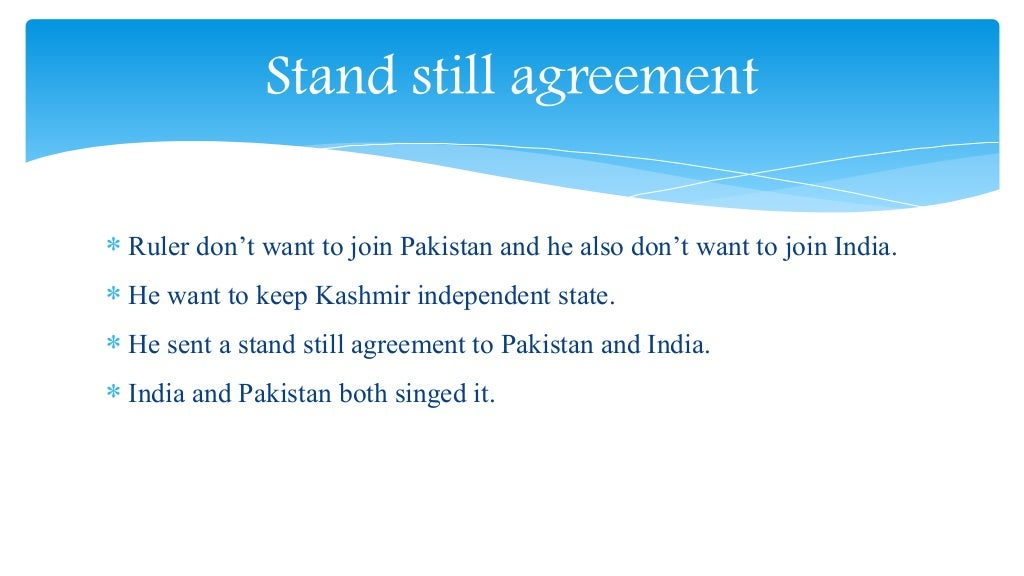 Stand still agreement
* Ruler don’t want to join Pakistan and he also don’t want to join India.
* He want to keep Kashmir independent state.
* He sent a stand still agreement to Pakistan and India.
* India and Pakistan both singed it.